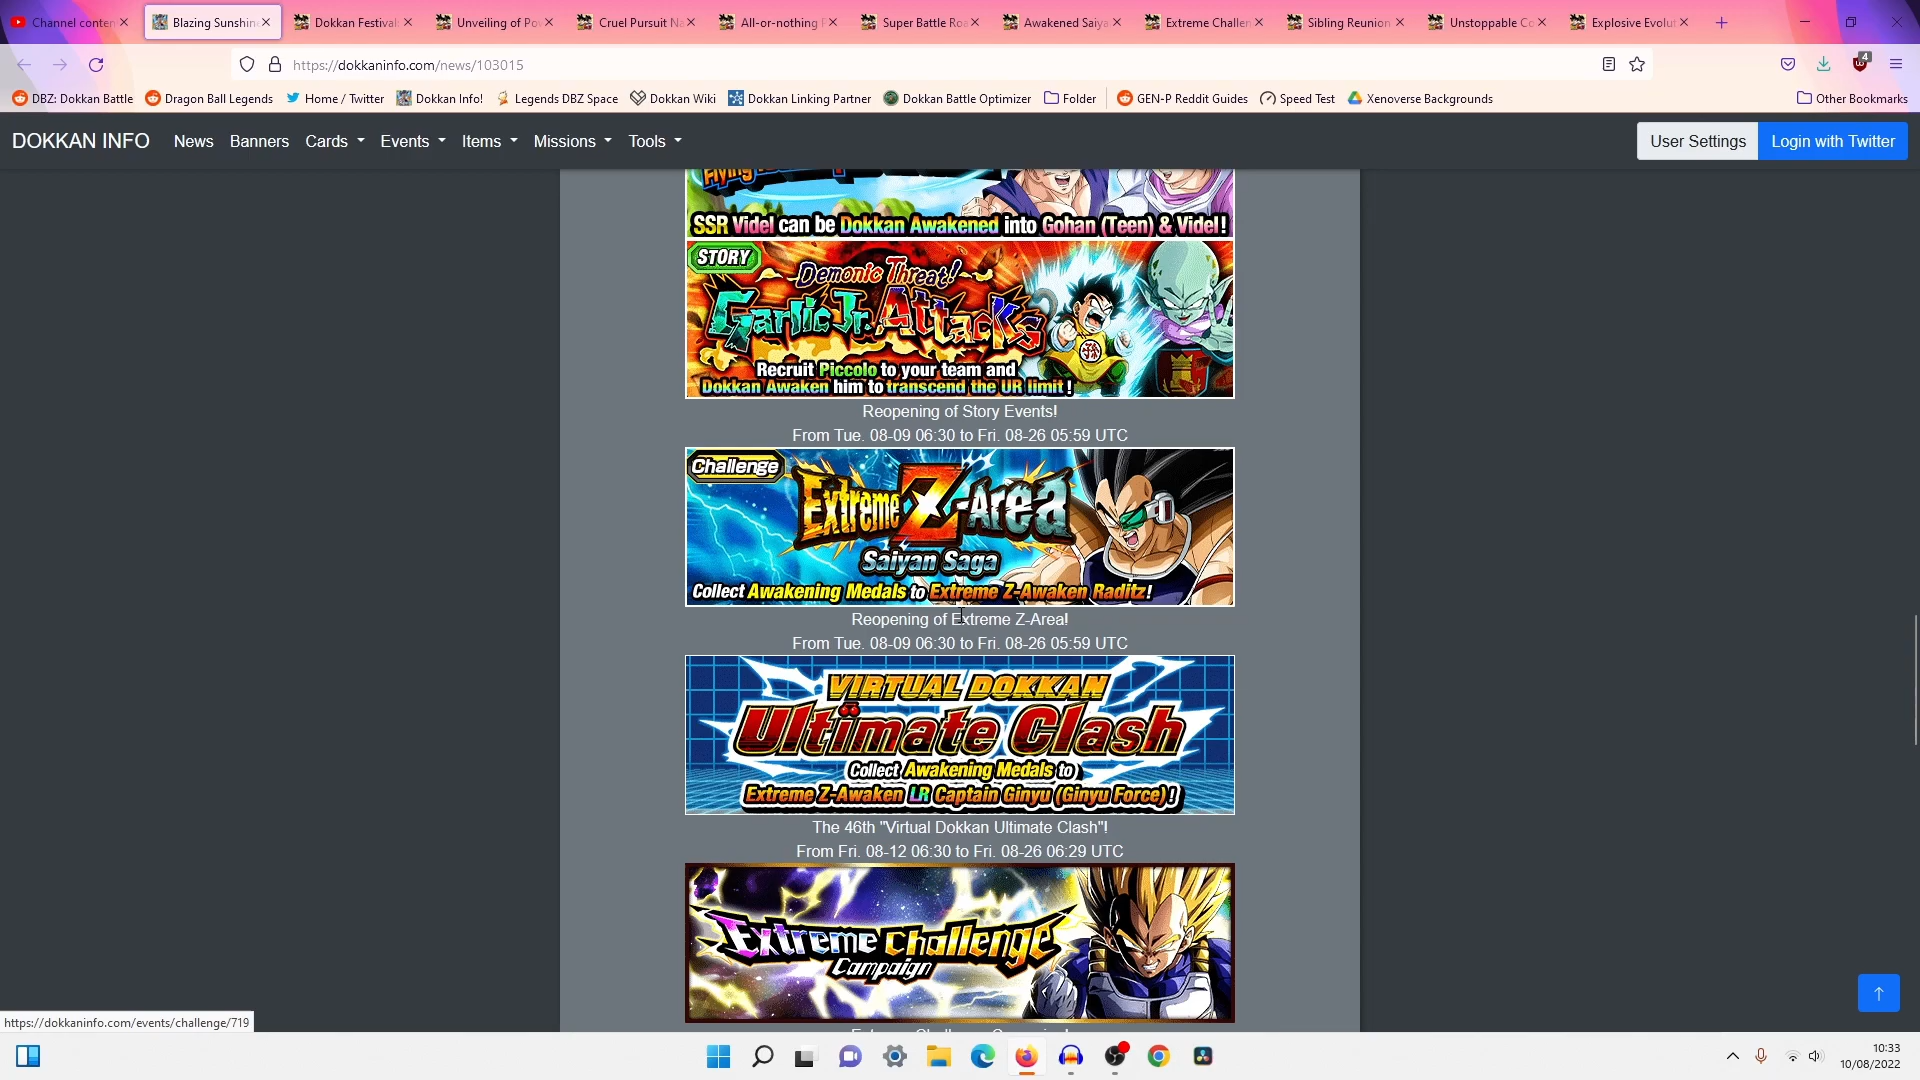 Channel conten
Blazing Sunshin
Dokkan Festival
Unveiling of Po
Cruel Pursuit Na
All-or-nothing
Super Battle Roa
Awakened Saiya
Extreme Challen
Sibling Reunion
Unstoppable Co
Explosive Evolut
https://dokkaninfo.com/news/103015
4
DBZ: Dokkan Battle
Dragon Ball Legends
Home / Twitter
Dokkan Info!
Legends DBZ Space
Dokkan Wiki
Dokkan Linking Partner
Dokkan Battle Optimizer
Folder
GEN-P Reddit Guides
Speed Test
Xenoverse Backgrounds
Other Bookmarks
DOKKAN INFO
News
Banners
Cards
Events
Items
Missions
Tools
User Settings
Login with Twitter
Flying
SSR Videl can be Dokkan Awakened into Gohan (Teen) & Videl!
STORY
Demonic Threat!
Garlic Jr. Attacks
Recruit Piccolo to your team and
Dokkan Awaken him to transcend the UR limit!
Reopening of Story Events!
From Tue. 08-09 06:30 to Fri. 08-26 05:59 UTC
Challenge
Extreme Z-Area
Saiyan Saga
Collect Awakening Medals to Extreme Z-Awaken Raditz!
Reopening of Extreme Z-Area!
From Tue. 08-09 06:30 to Fri. 08-26 05:59 UTC
VIRTUAL DOKKAN
Ultimate Clash
Collect Awakening Medals to
Extreme Z-Awaken LR Captain Ginyu (Ginyu Force)!
The 46th "Virtual Dokkan Ultimate Clash"!
From Fri. 08-12 06:30 to Fri. 08-26 06:29 UTC
Extreme Challenge
Campaign
https://dokkaninfo.com/events/challenge/719
10:33
10/08/2022